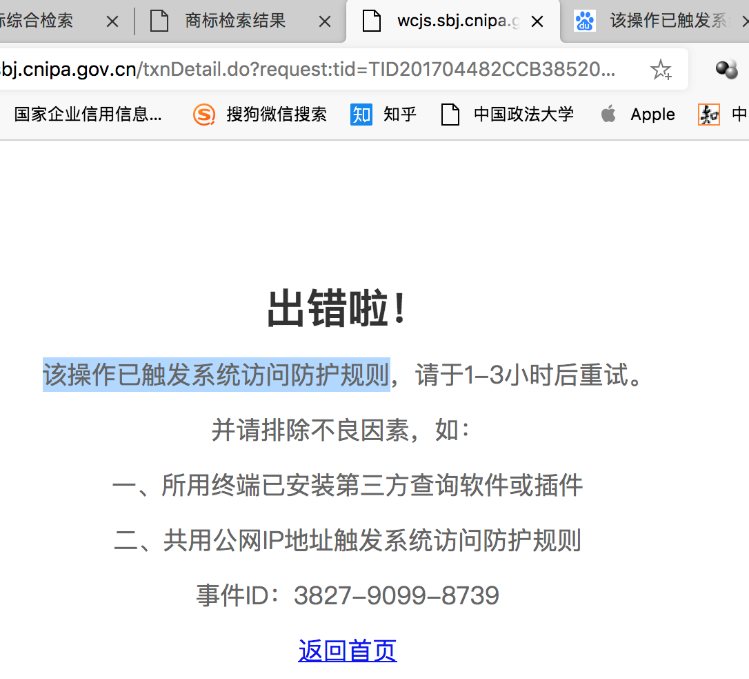 标综合检索
商标检索结果
wcjs.sbj.cnipa.g
该操作已触发系
sbj.cnipa.gov.cn/txnDetail.do?request:tid=TID201704482CCB38520...
国家企业信用信息...
搜狗微信搜索
知 知乎
中国政法大学
Apple
知 中
出错啦！
该操作已触发系统访问防护规则，请于1-3小时后重试。
并请排除不良因素，如：
一、所用终端已安装第三方查询软件或插件
二、共用公网IP地址触发系统访问防护规则
事件ID：3827-9099-8739
返回首页